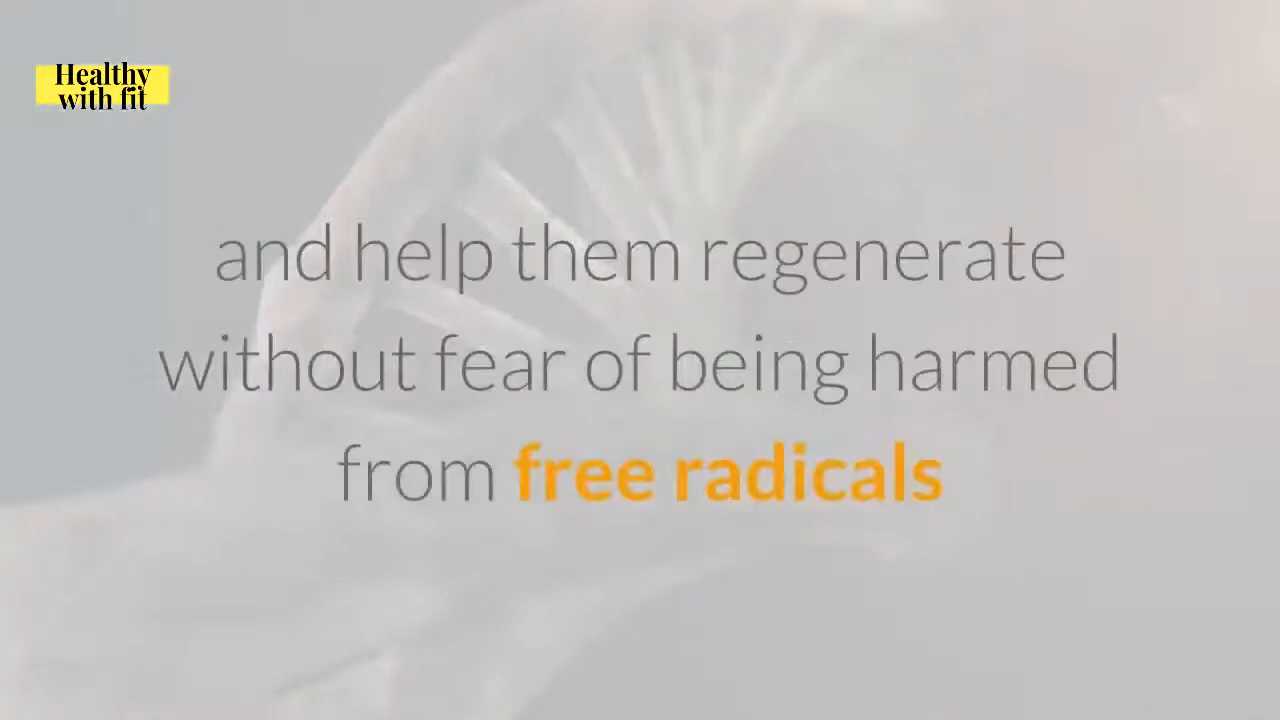 Healthy
with fit
and help them regenerate
without fear of being harmed
from free radicals